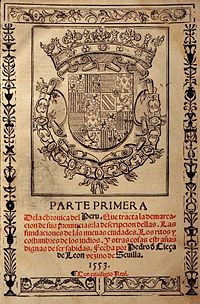 PARTE PRIMERA
Dela chronica del Peru. Que tracta la demarca-
cion de sus prouincias: la descripcion dellas. Las
fundaciones de las nueuas ciudades. Los ritos y
costumbres de los indios. Y otras cosas estrañas
dignas de ser sabidas. Fecha por Pedro d Cieça
de Leon vezino de Seuilla.
1553.
Con preuilegio Real.